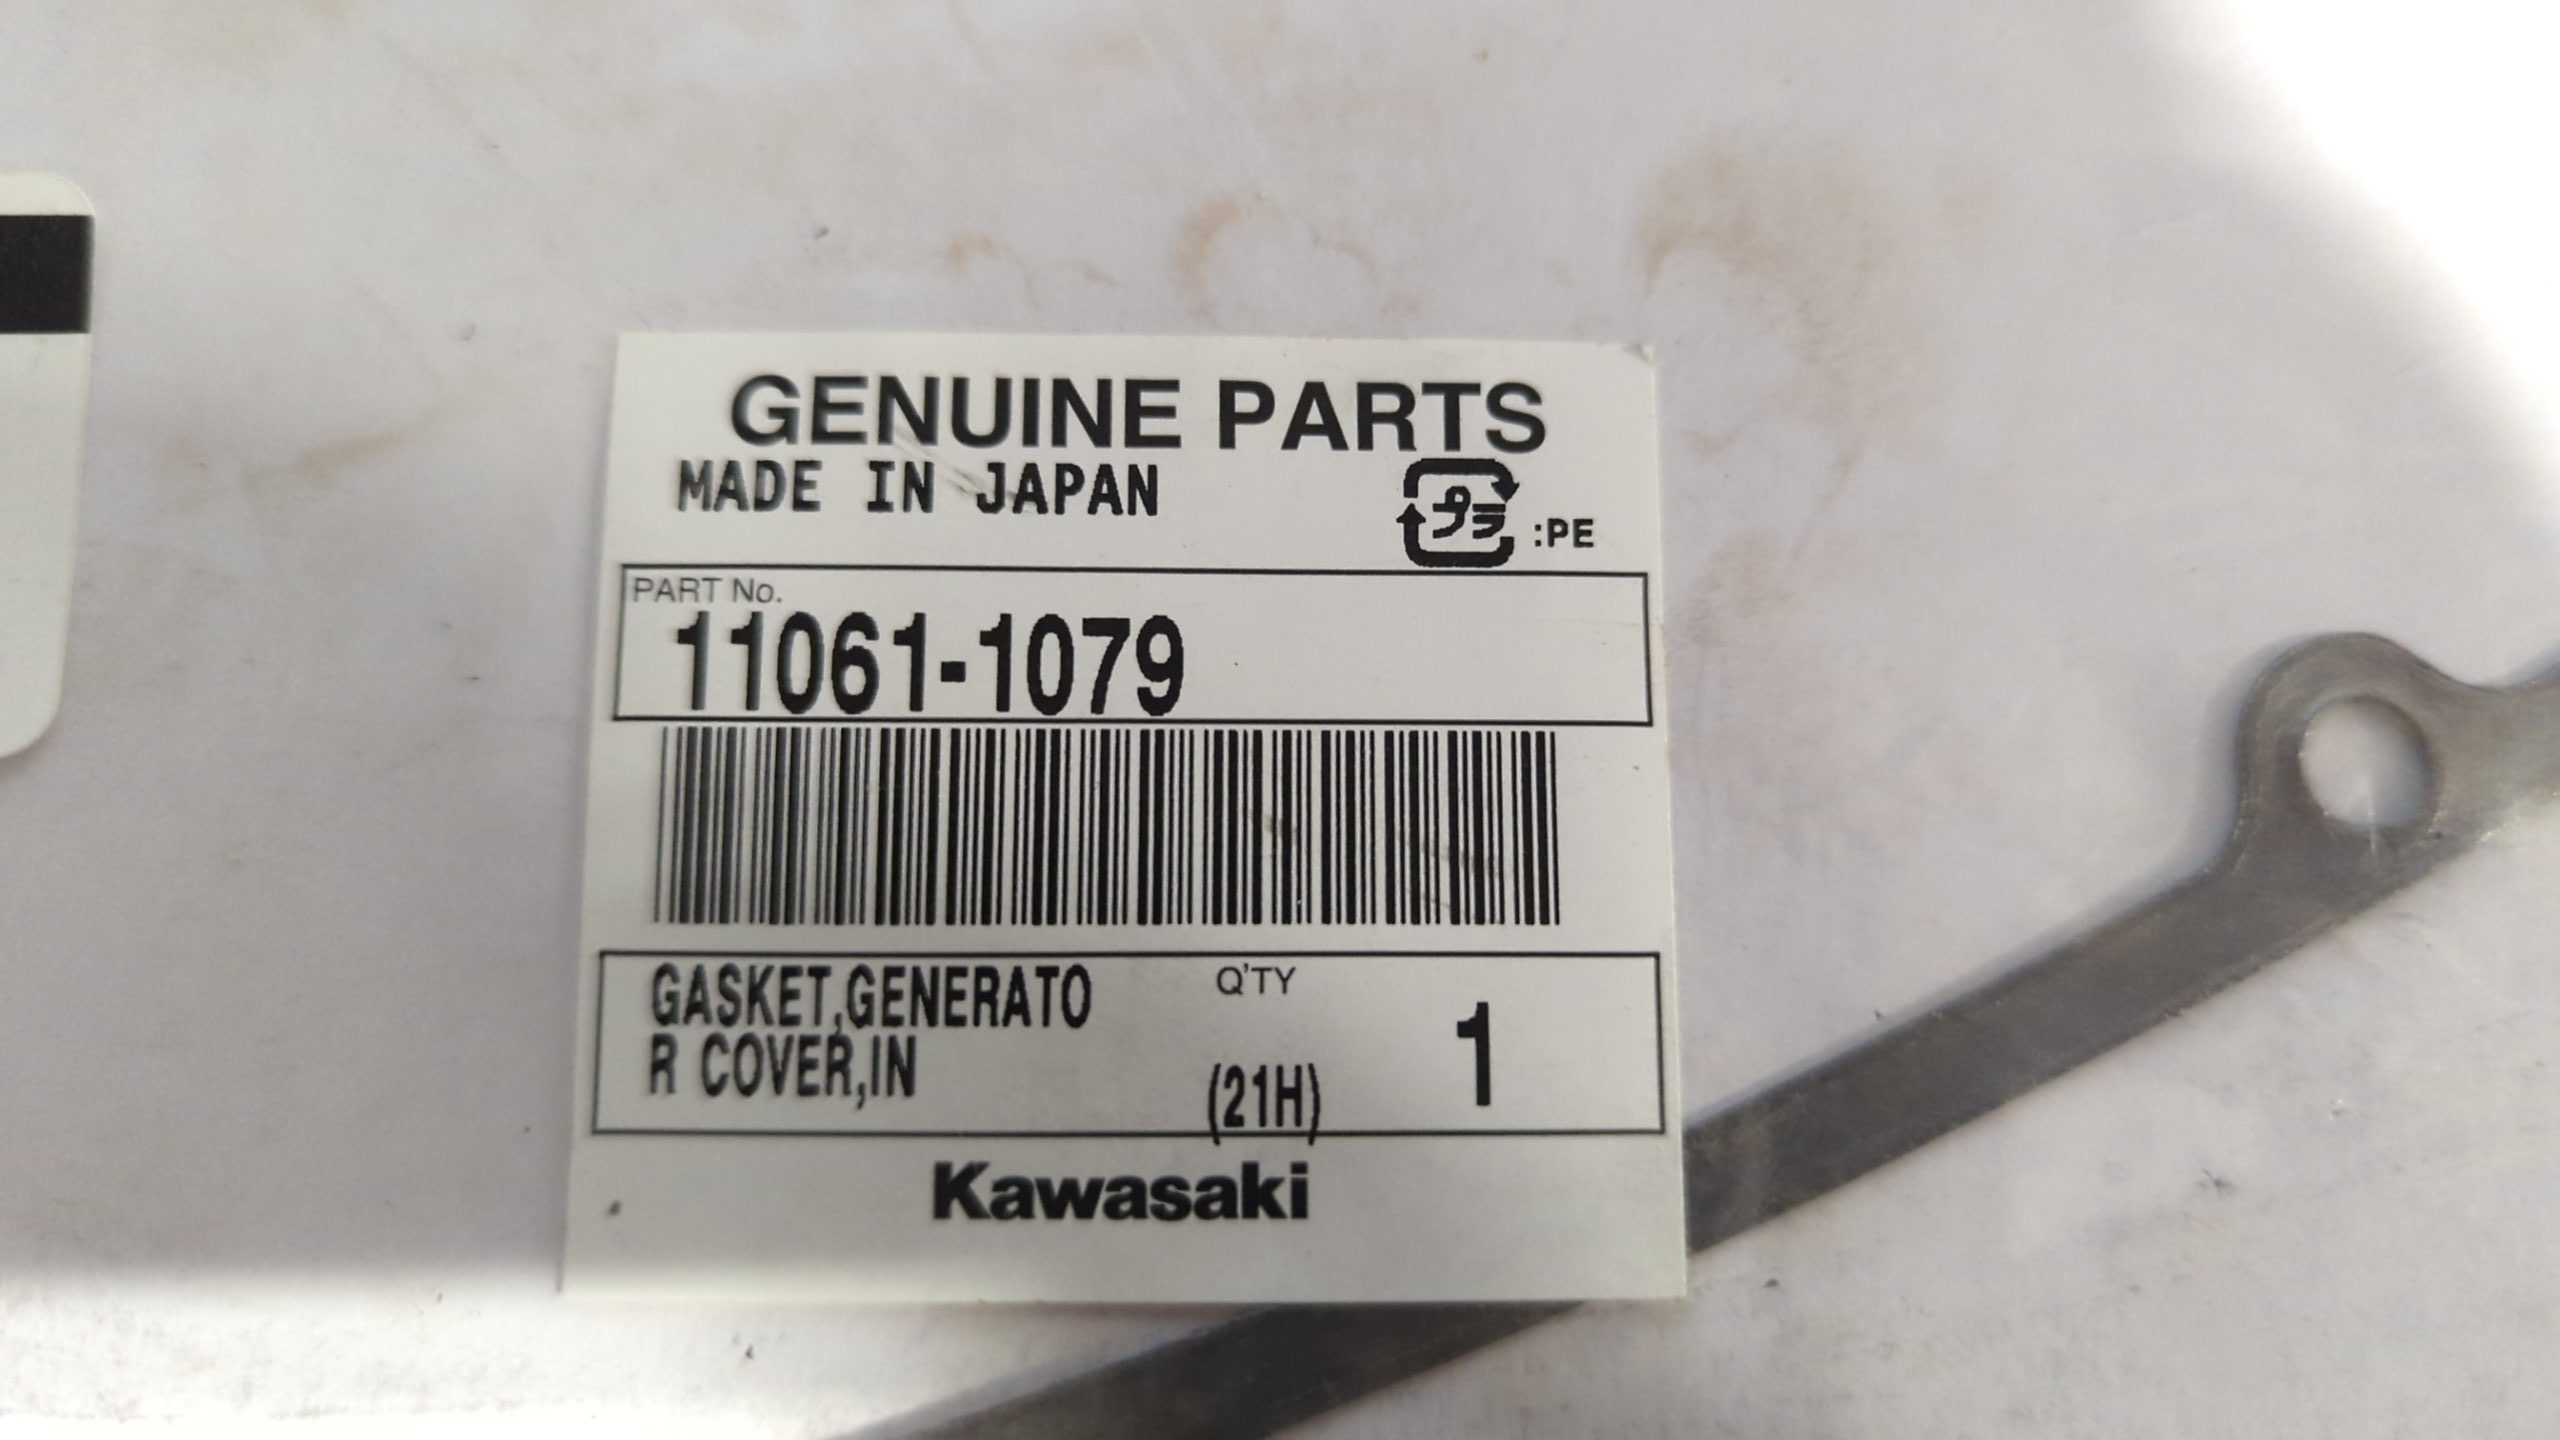 GENUINE PARTS
MADE IN JAPAN
プラ :PE
PART No.
11061-1079
GASKET,GENERATO
R COVER,IN
Q'TY
(21H)
1
Kawasaki